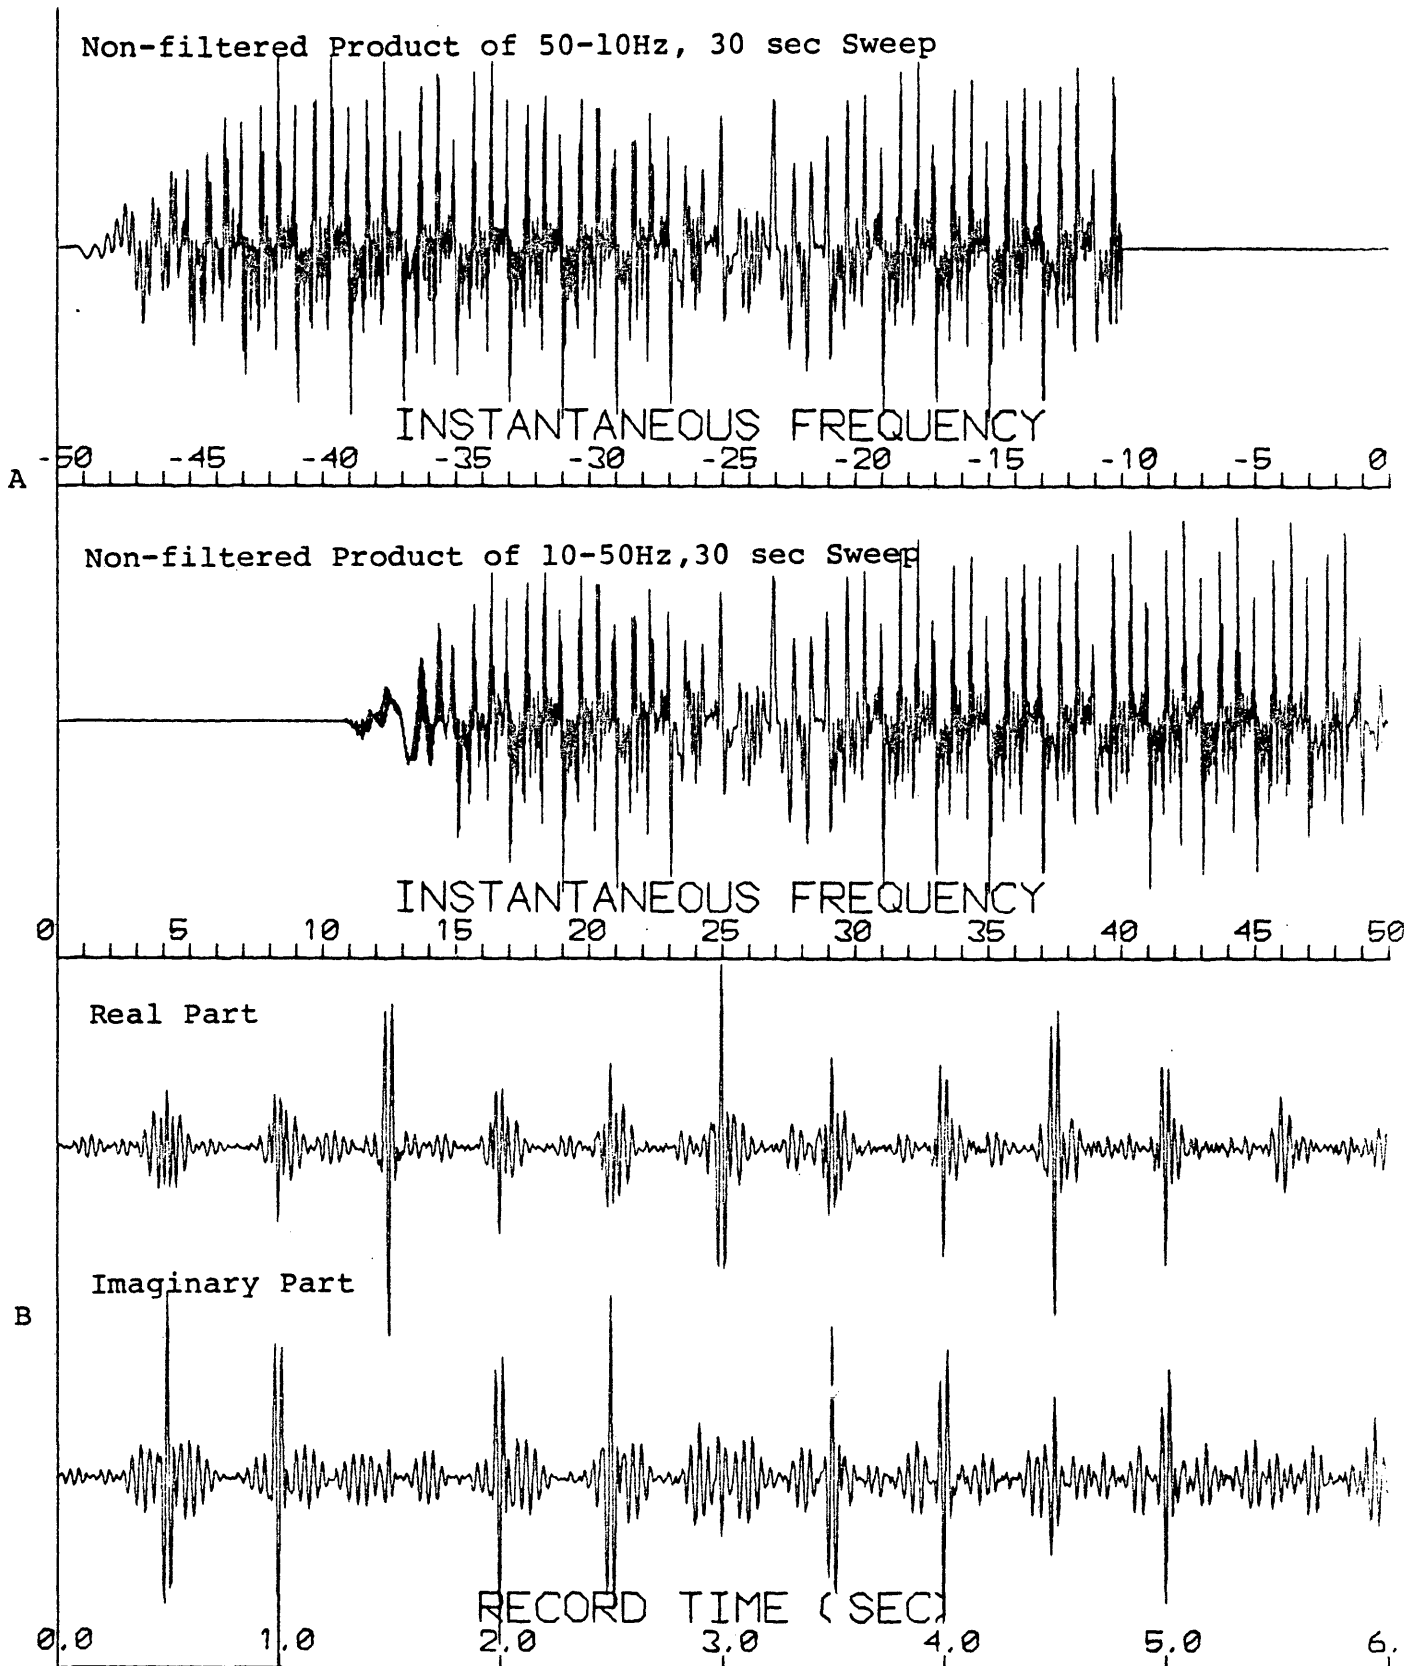 Non-filtered Product of 50-10Hz, 30 sec Sweep
INSTANTANEOUS FREQUENCY
-50 -45 -40 -35 -30 -25 -20 -15 -10 -5 0
A
Non-filtered Product of 10-50Hz,30 sec Sweep
INSTANTANEOUS FREQUENCY
0 5 10 15 20 25 30 35 40 45 50
Real Part
Imaginary Part
B
RECORD TIME (SEC)
0.0 1.0 2.0 3.0 4.0 5.0 6.